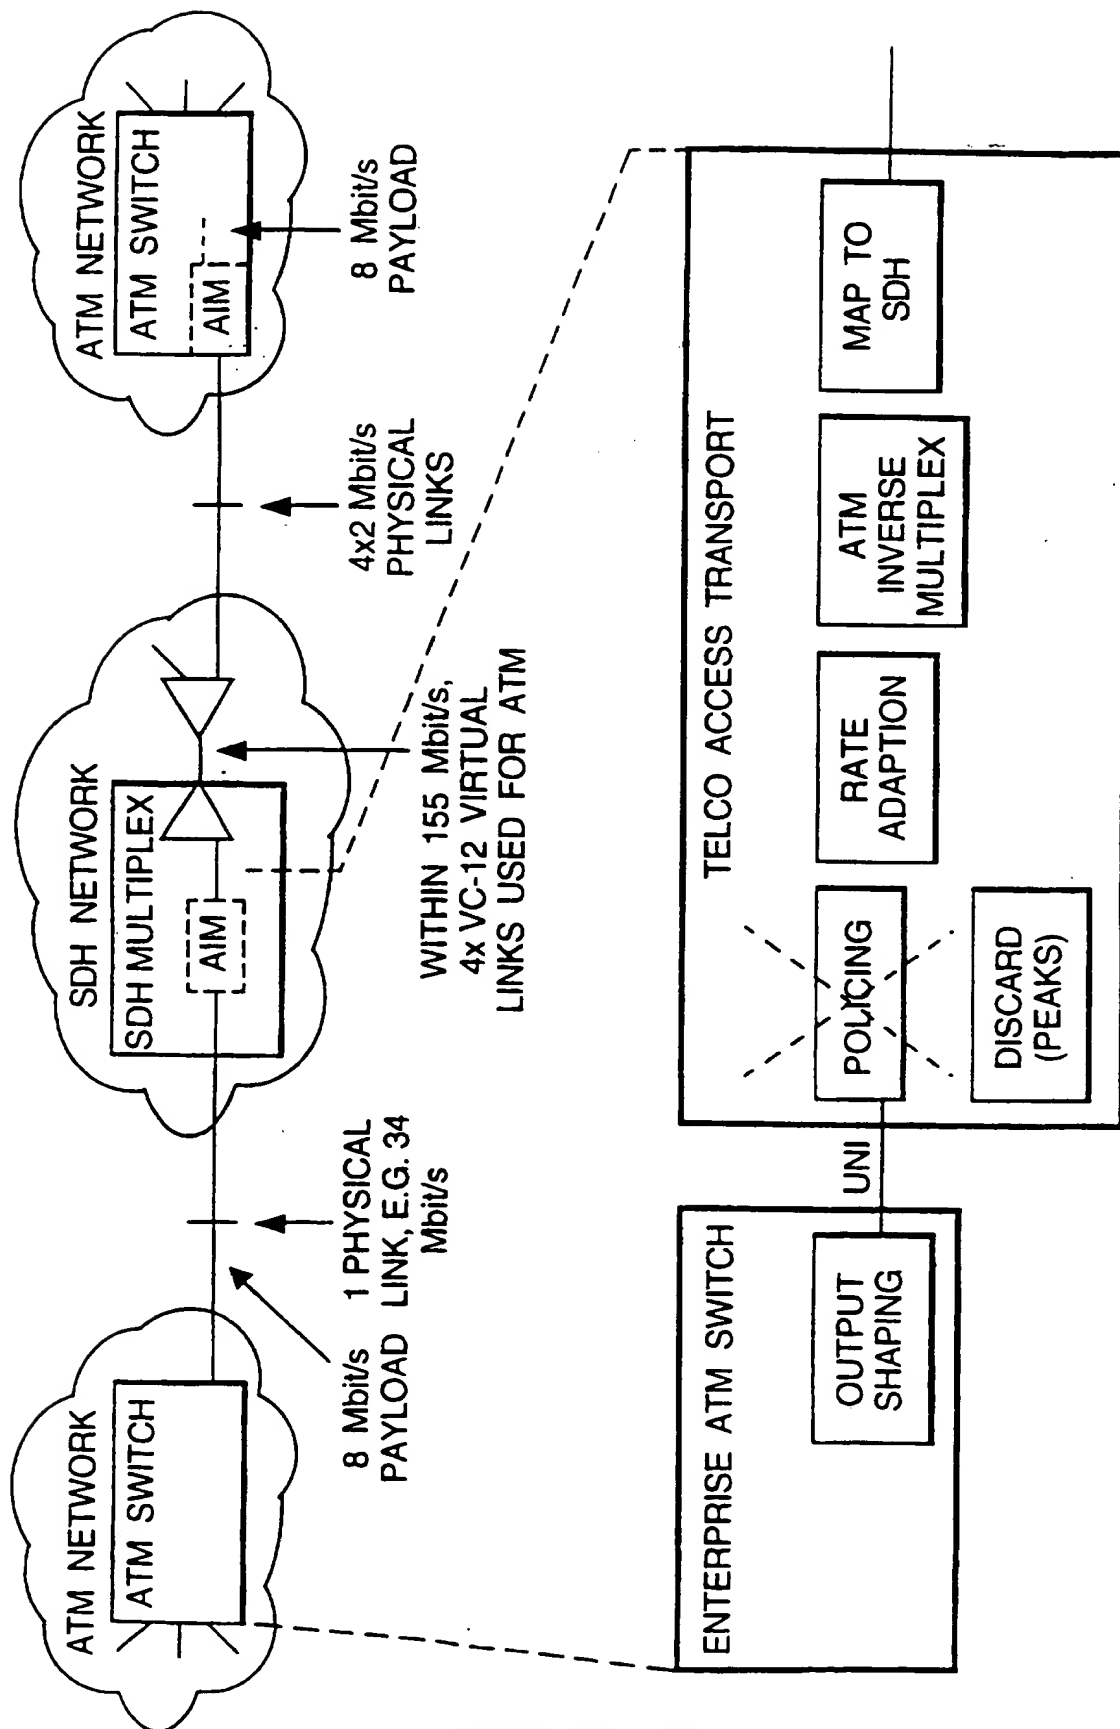 ATM NETWORK
ATM SWITCH
8 Mbit/s
PAYLOAD
1 PHYSICAL
LINK, E.G. 34
Mbit/s
SDH NETWORK
SDH MULTIPLEX
AIM
WITHIN 155 Mbit/s,
4x VC-12 VIRTUAL
LINKS USED FOR ATM
4x2 Mbit/s
PHYSICAL
LINKS
ATM NETWORK
ATM SWITCH
AIM
8 Mbit/s
PAYLOAD
ENTERPRISE ATM SWITCH
OUTPUT
SHAPING
UNI
TELCO ACCESS TRANSPORT
POLICING
DISCARD
(PEAKS)
RATE
ADAPTION
ATM
INVERSE
MULTIPLEX
MAP TO
SDH